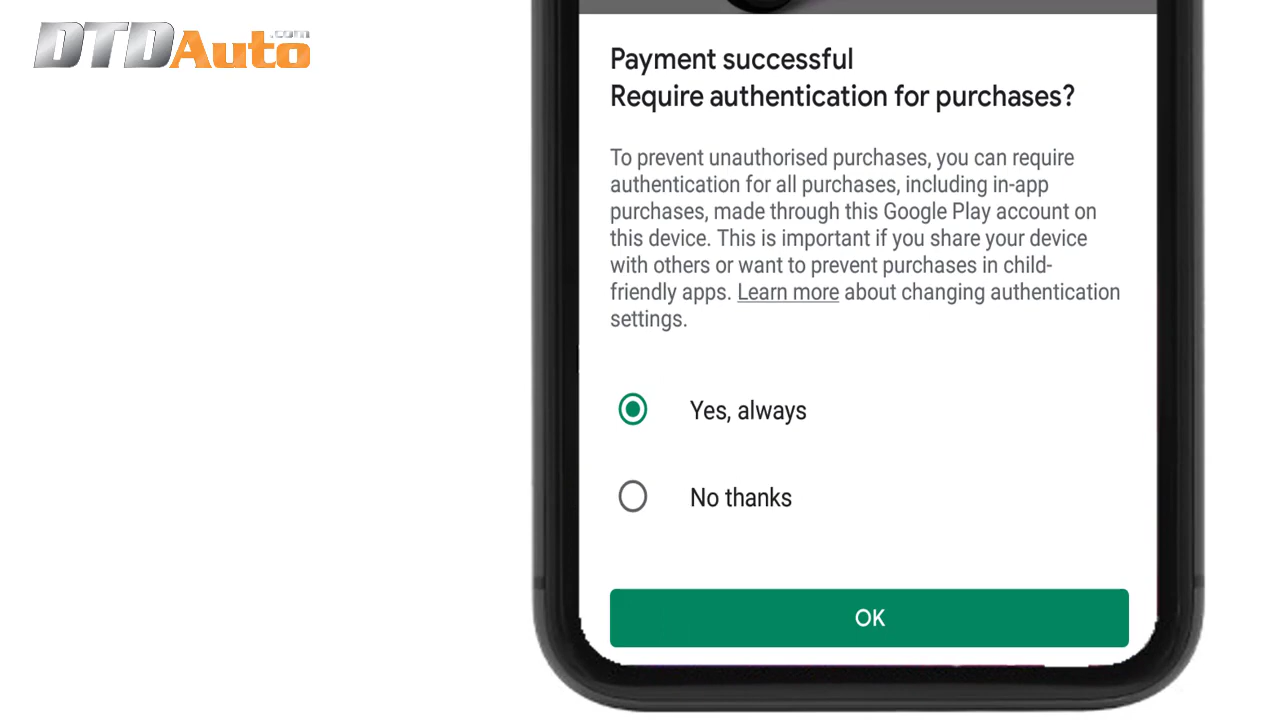 DTDAuto.com
Payment successful
Require authentication for purchases?
To prevent unauthorised purchases, you can require
authentication for all purchases, including in-app
purchases, made through this Google Play account on
this device. This is important if you share your device
with others or want to prevent purchases in child-
friendly apps. Learn more about changing authentication
settings.
Yes, always
No thanks
OK